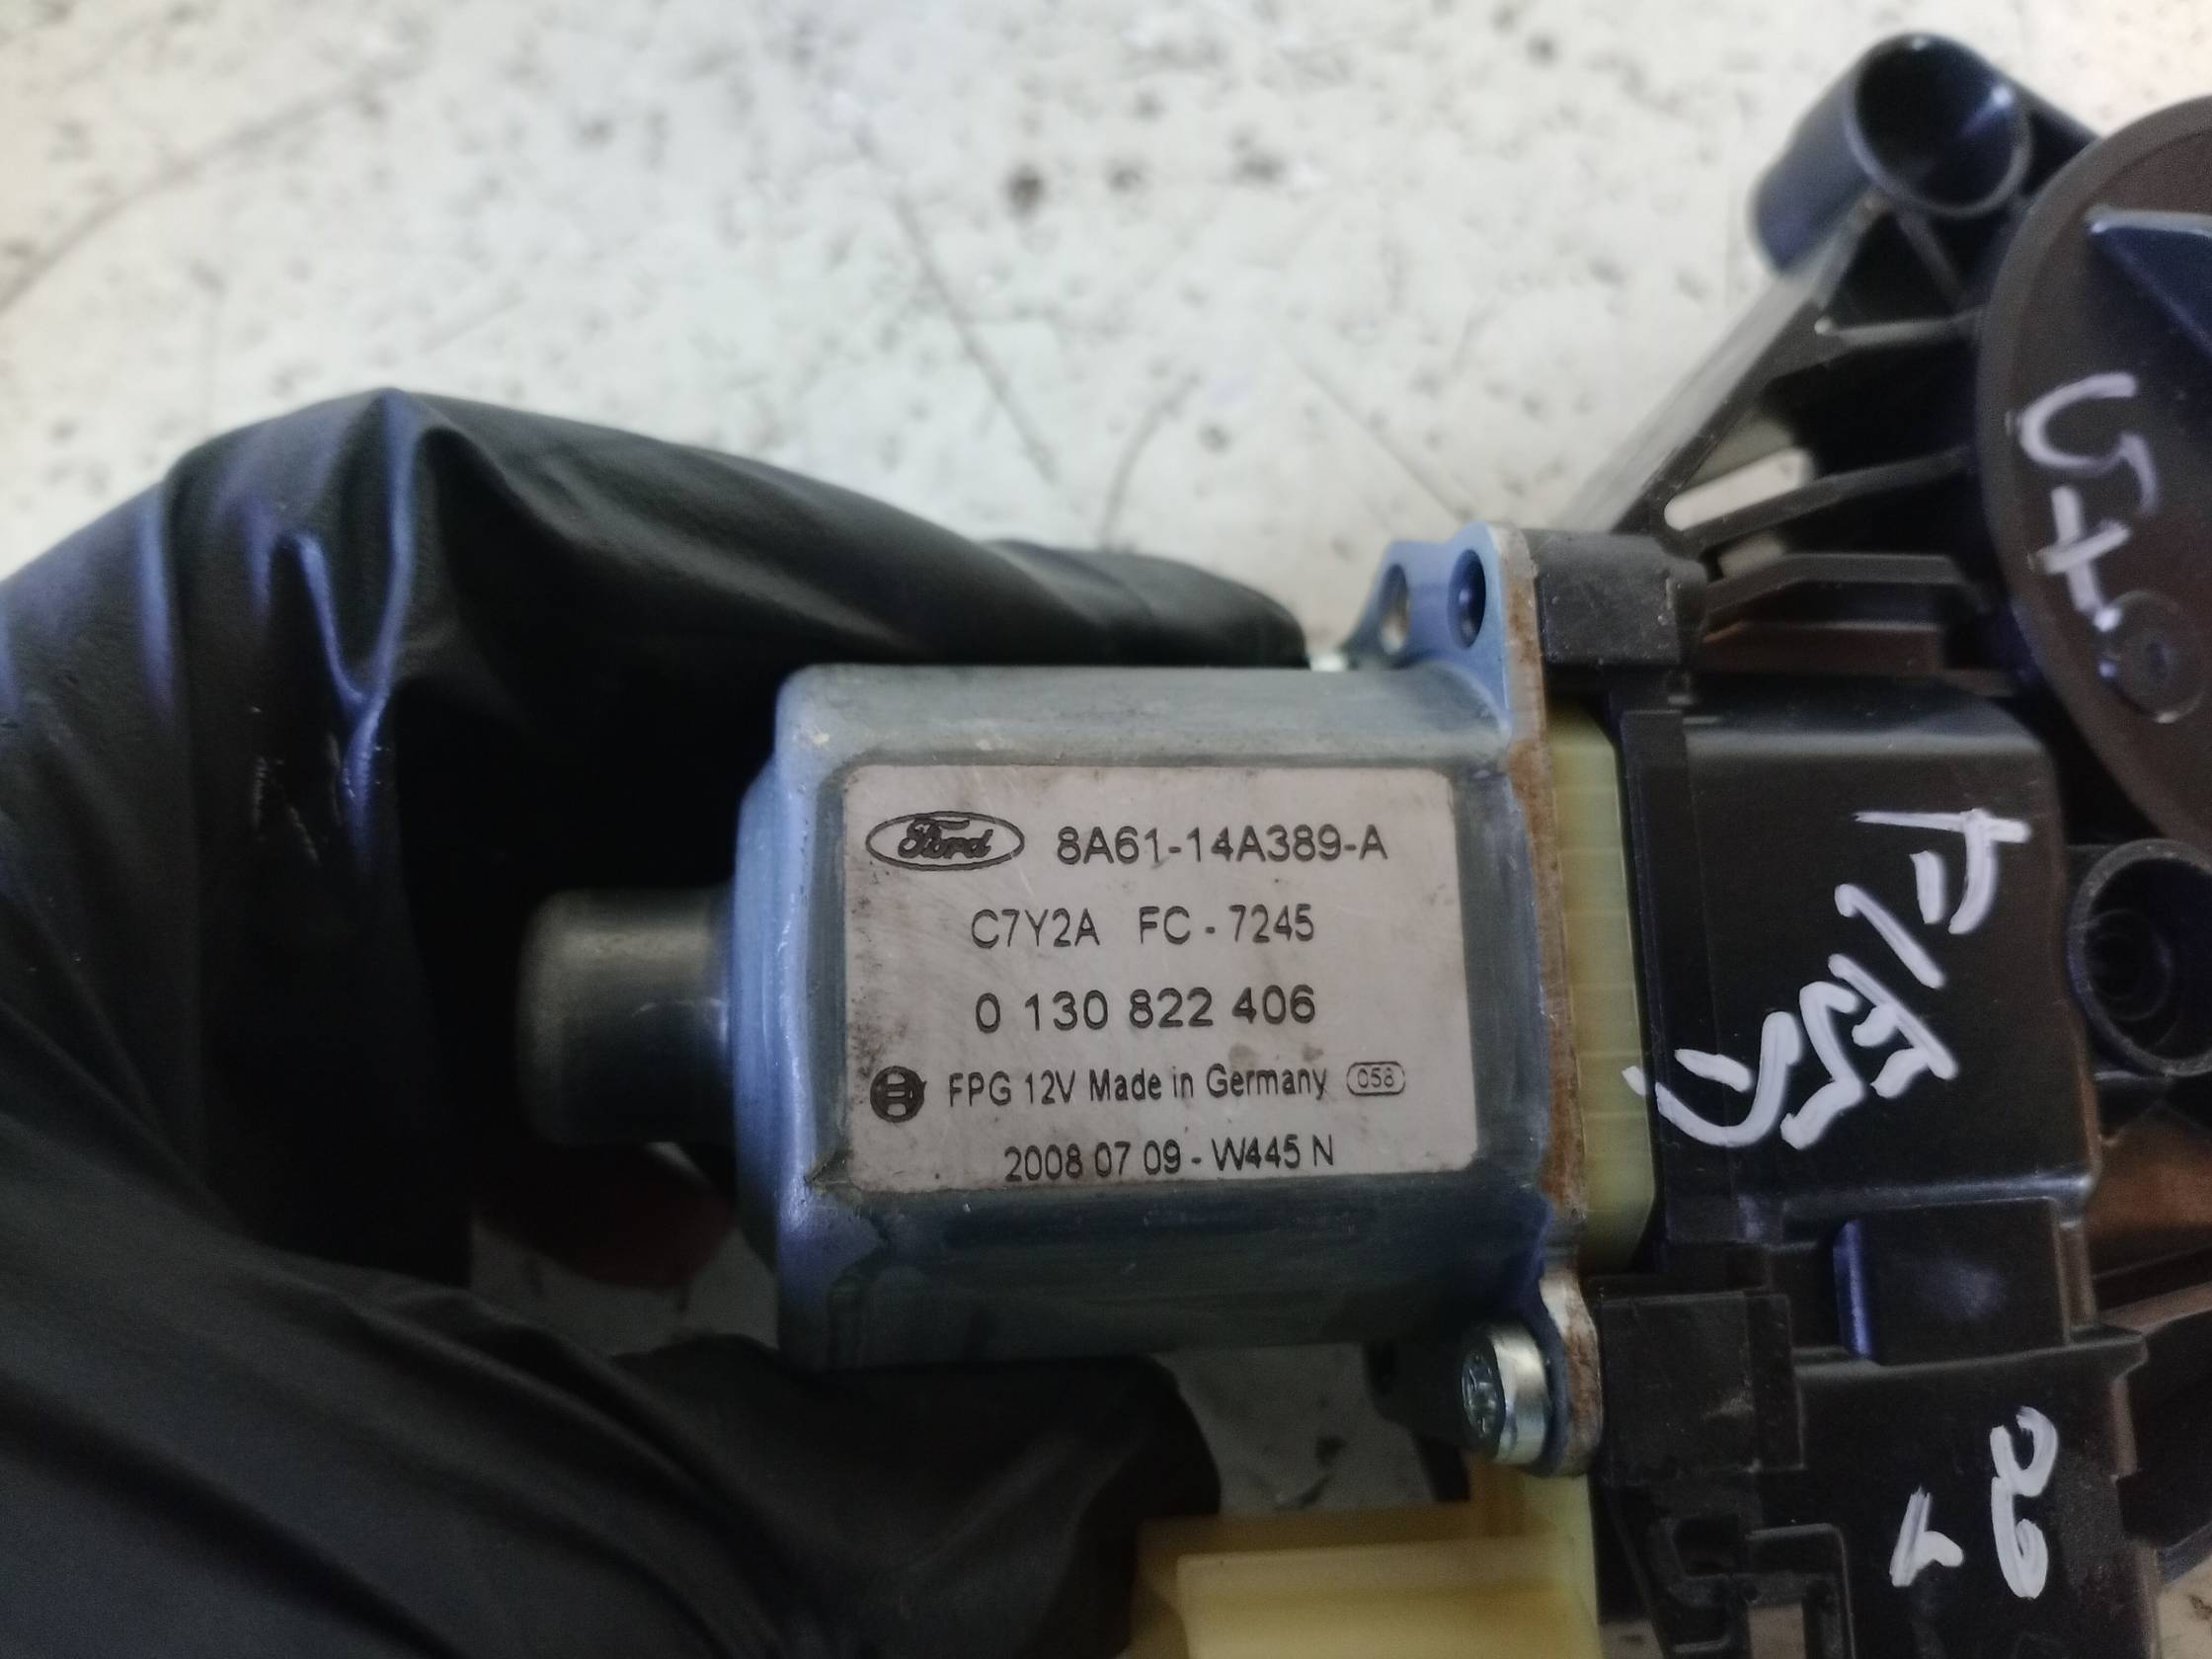 Ford 8A61-14A389-A
C7Y2A FC - 7245
0 130 822 406
FPG 12V Made in Germany 058
2008 07 09 - W445 N